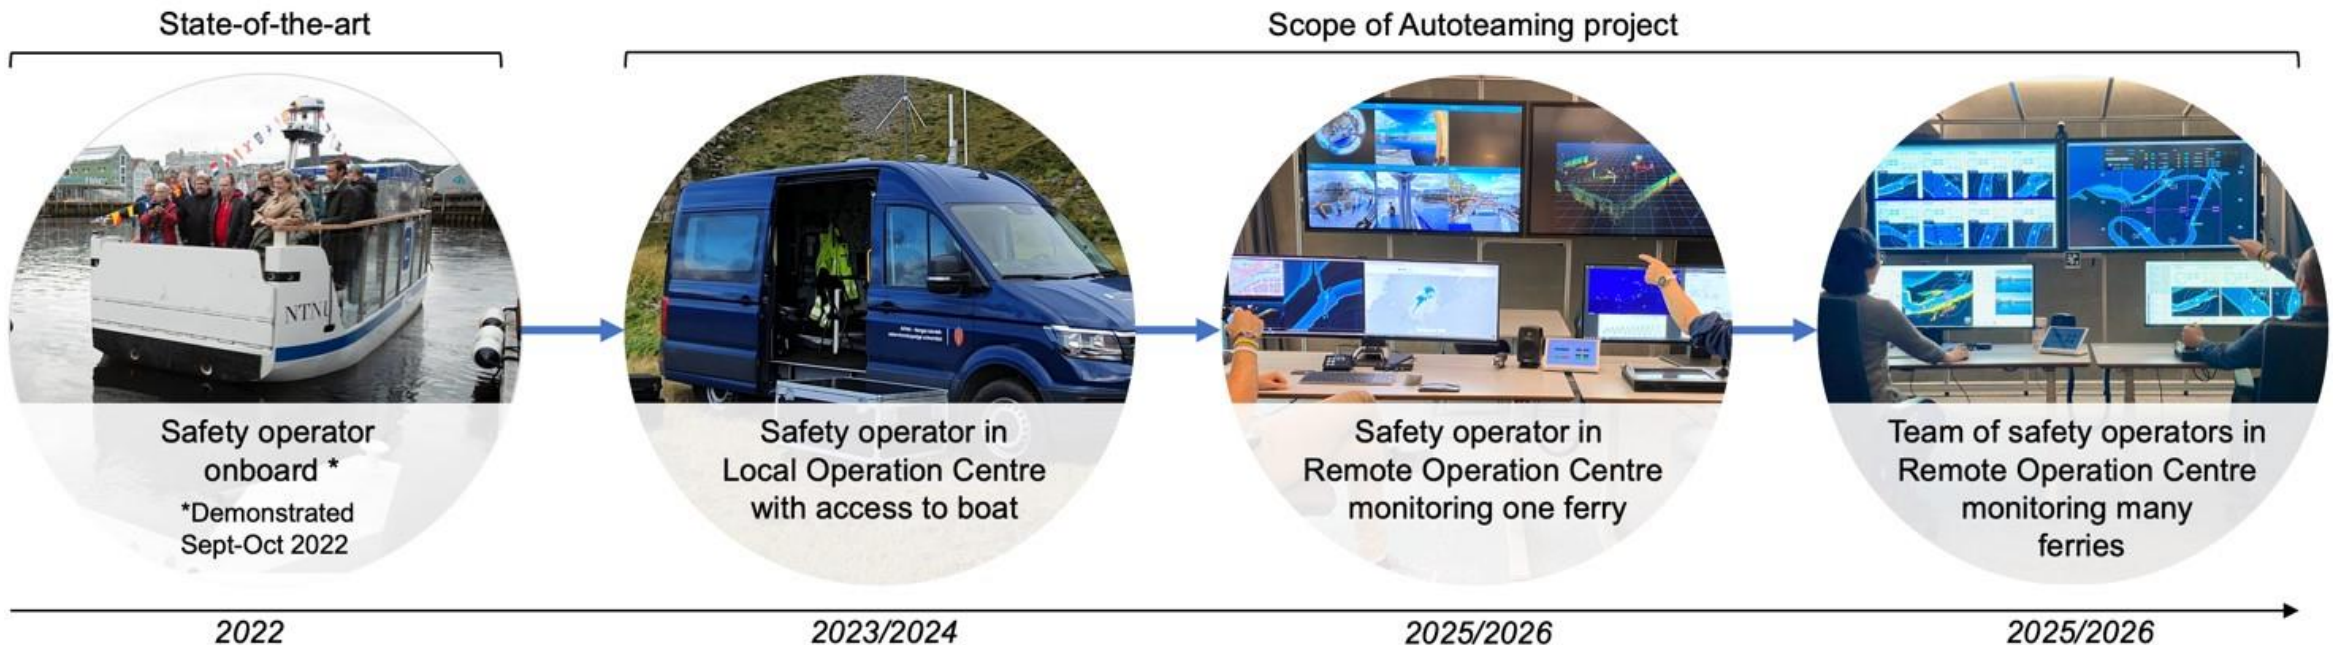 State-of-the-art
Scope of Autoteaming project
NTNU
Safety operator
onboard *
*Demonstrated
Sept-Oct 2022
Safety operator in
Local Operation Centre
with access to boat
Safety operator in
Remote Operation Centre
monitoring one ferry
Team of safety operators in
Remote Operation Centre
monitoring many
ferries
2022
2023/2024
2025/2026
2025/2026